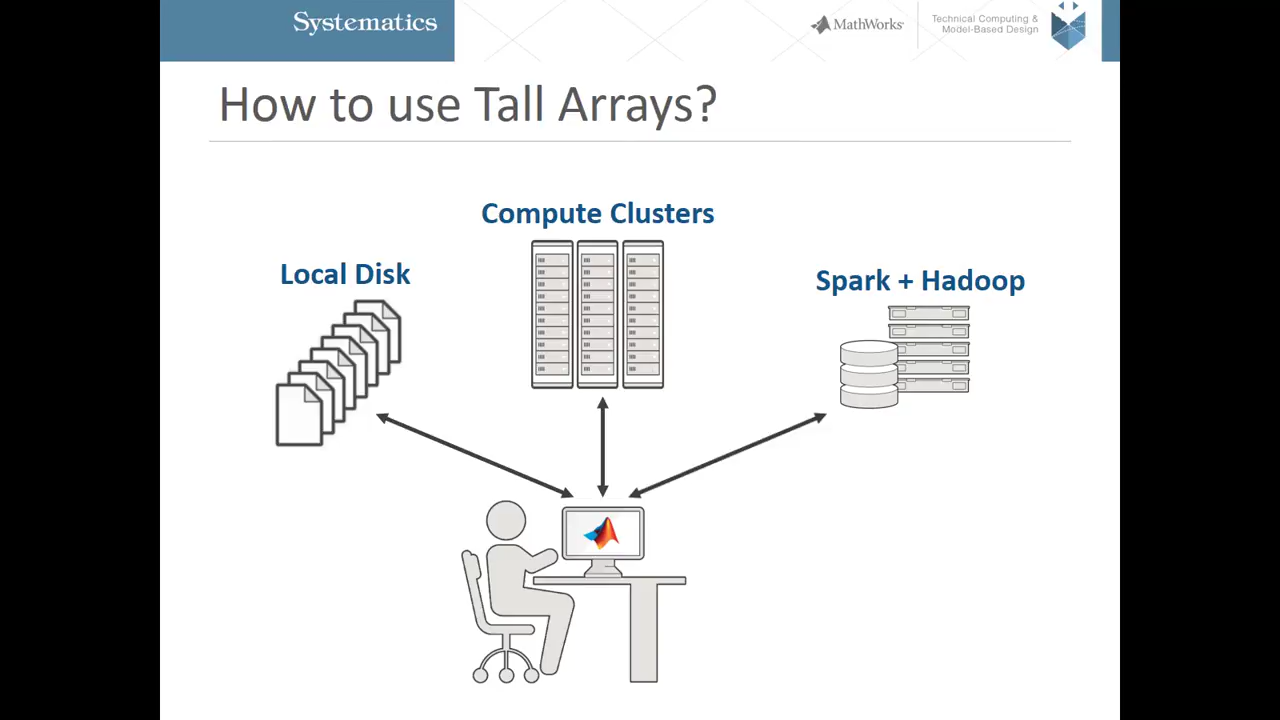 Systematics
MathWorks®
Technical Computing &
Model-Based Design
How to use Tall Arrays?
Compute Clusters
Local Disk
Spark + Hadoop